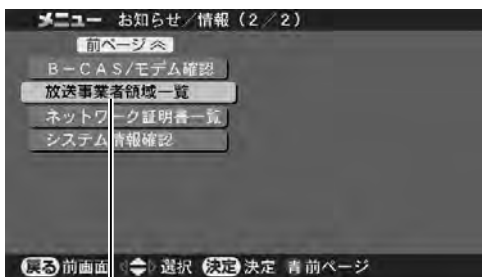 メニュー お知らせ／情報（2／2）
前ページ
B－CAS/モデム確認
放送事業者領域一覧
ネットワーク証明書一覧
システム情報確認
戻る 前画面 選択 決定 決定 青 前ページ